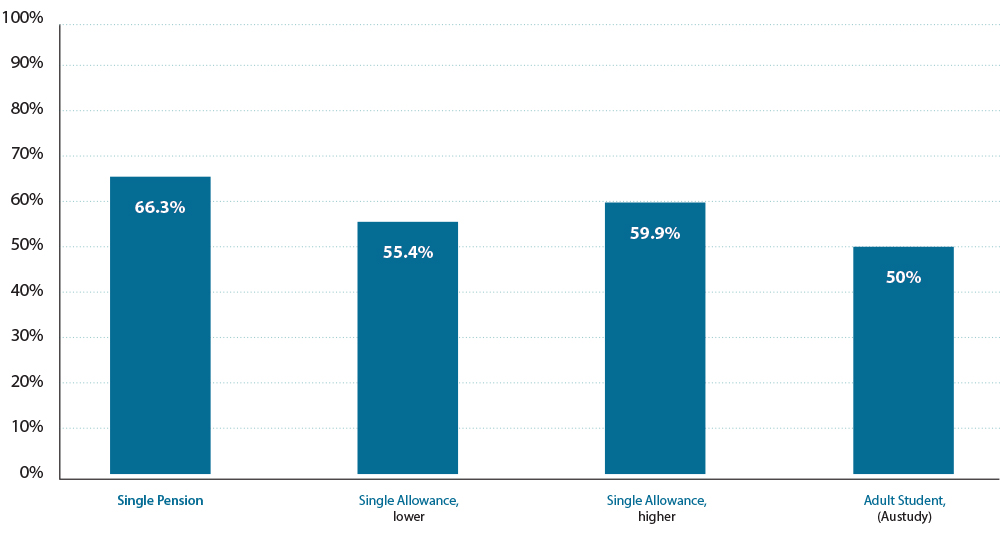 100%
90%
80%
70%
60%
50%
40%
30%
20%
10%
0%
66.3%
55.4%
59.9%
50%
Single Pension
Single Allowance,
lower
Single Allowance,
higher
Adult Student,
(Austudy)